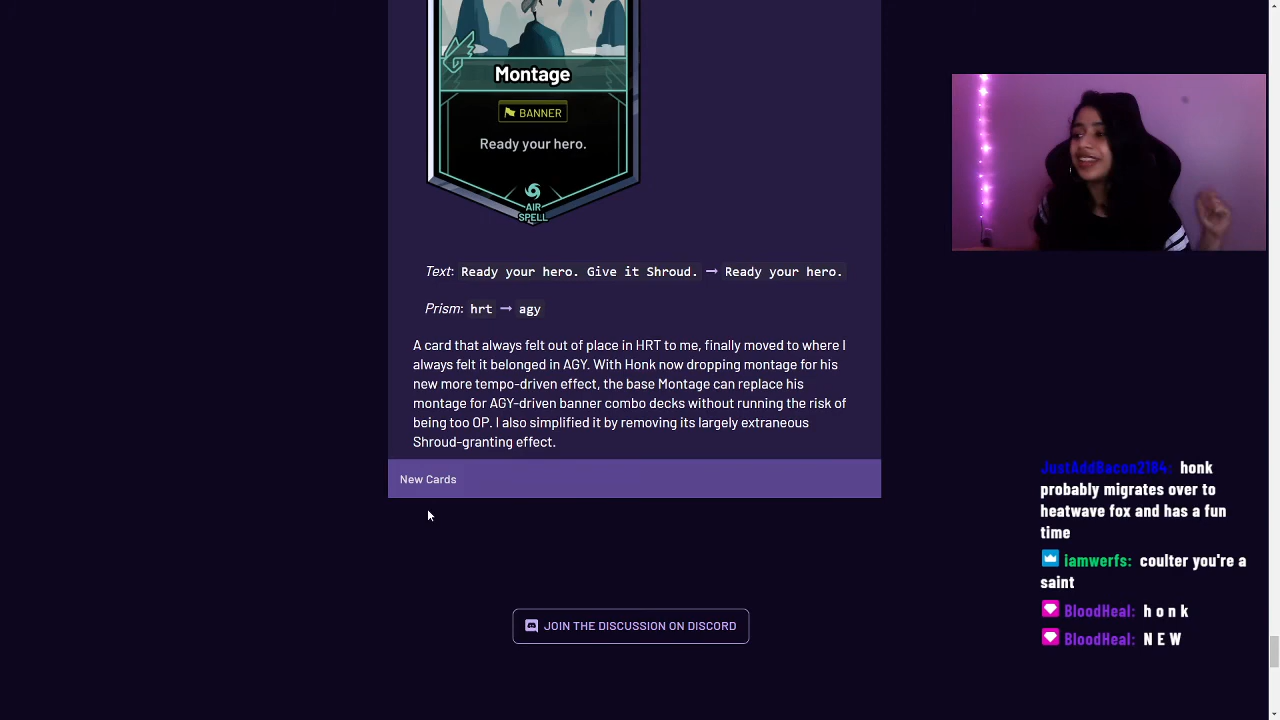 Montage
BANNER
Ready your hero.
AIR
SPELL
Text: Ready your hero. Give it Shroud. → Ready your hero.
Prism: hrt → agy
A card that always felt out of place in HRT to me, finally moved to where I
always felt it belonged in AGY. With Honk now dropping montage for his
new more tempo-driven effect, the base Montage can replace his
montage for AGY-driven banner combo decks without running the risk of
being too OP. I also simplified it by removing its largely extraneous
Shroud-granting effect.
New Cards
JOIN THE DISCUSSION ON DISCORD
JustAddBacon2184: honk
probably migrates over to
heatwave fox and has a fun
time
iamwerfs: coulter you're a
saint
BloodHeal: h o n k
BloodHeal: N E W